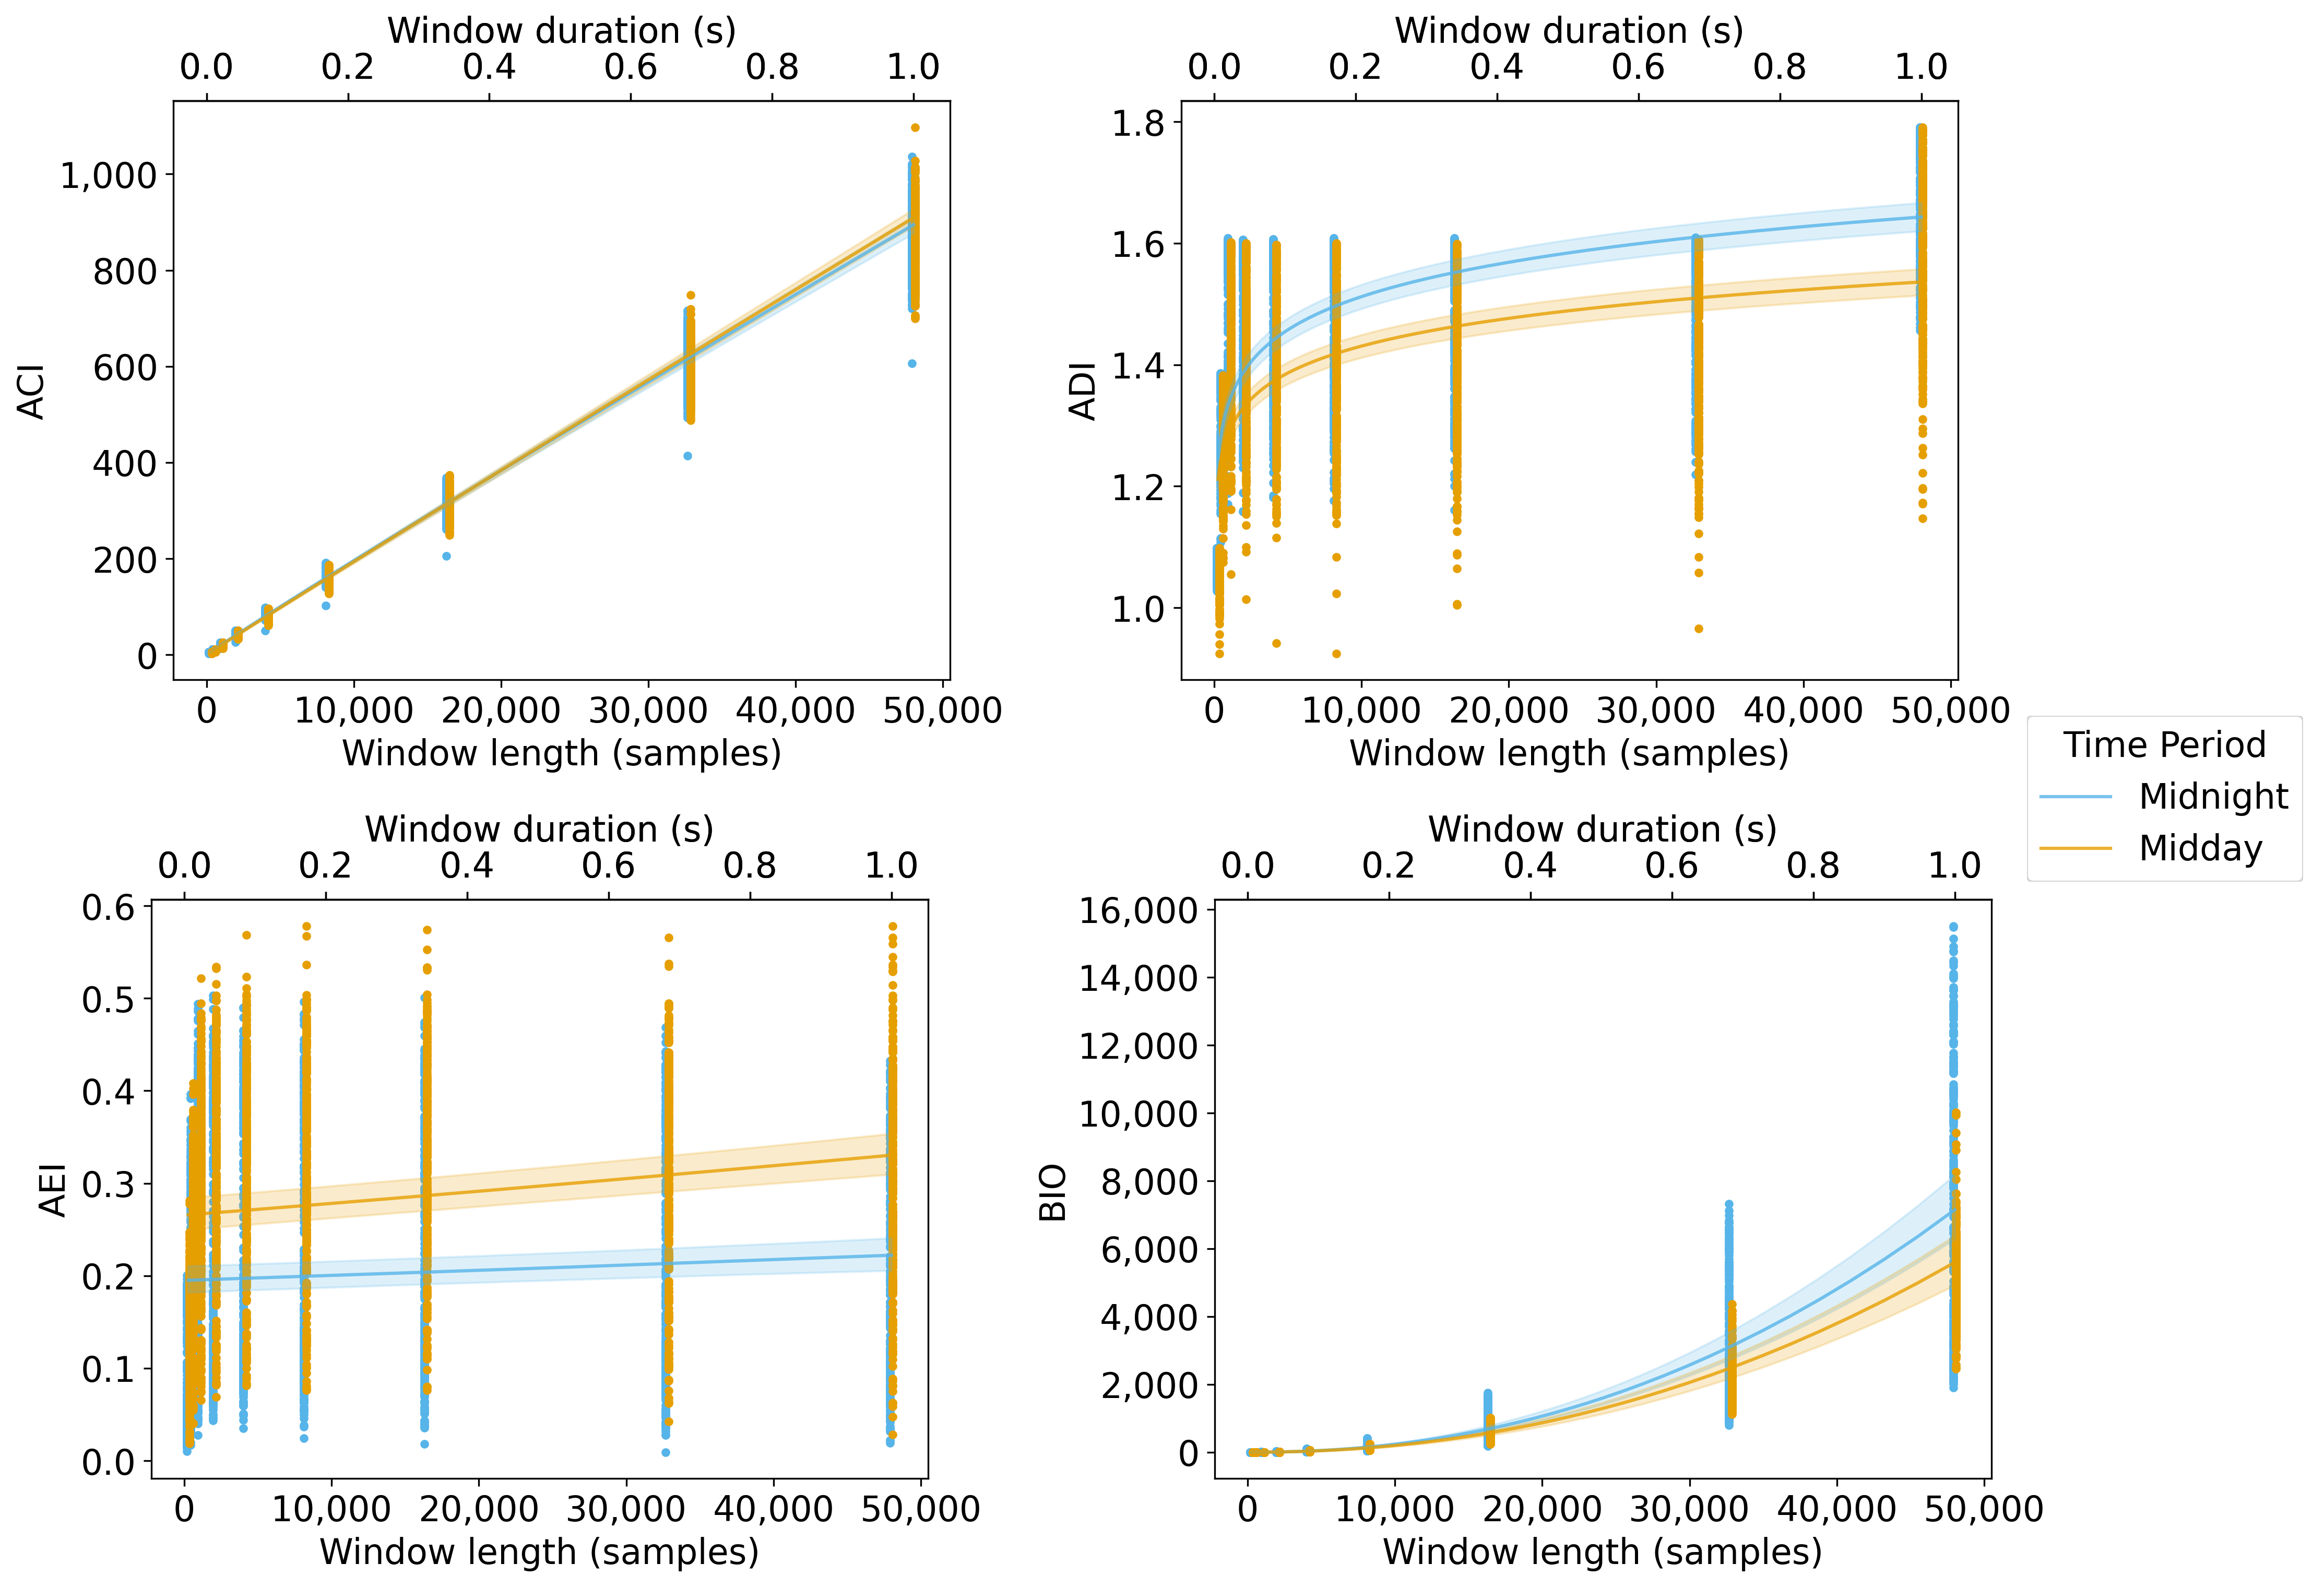 Window duration (s)
0.0 0.2 0.4 0.6 0.8 1.0
1,000
800
600
400
200
0
ACI
0 10,000 20,000 30,000 40,000 50,000
Window length (samples)
Window duration (s)
0.0 0.2 0.4 0.6 0.8 1.0
1.8
1.6
1.4
1.2
1.0
ADI
0 10,000 20,000 30,000 40,000 50,000
Window length (samples)
Time Period
Midnight
Midday
Window duration (s)
0.0 0.2 0.4 0.6 0.8 1.0
0.6
0.5
0.4
0.3
0.2
0.1
0.0
AEI
0 10,000 20,000 30,000 40,000 50,000
Window length (samples)
Window duration (s)
0.0 0.2 0.4 0.6 0.8 1.0
16,000
14,000
12,000
10,000
8,000
6,000
4,000
2,000
0
BIO
0 10,000 20,000 30,000 40,000 50,000
Window length (samples)